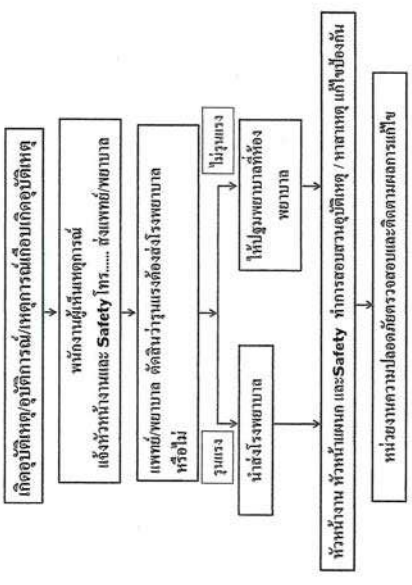 เกิดอุบัติเหตุ/อุบัติการณ์/เหตุการณ์เกือบเกิดอุบัติเหตุ
พนักงานผู้เห็นเหตุการณ์
แจ้งหัวหน้างานและ Safety โทร...... ส่งแพทย์/พยาบาล
แพทย์/พยาบาล ตัดสินว่ารุนแรงต้องส่งโรงพยาบาล
หรือไม่
รุนแรง
ไม่รุนแรง
นำส่งโรงพยาบาล
ให้ปฐมพยาบาลที่ห้อง
พยาบาล
หัวหน้างาน หัวหน้าแผนก และSafety ทำการสอบสวนอุบัติเหตุ / หาสาเหตุ แก้ไขป้องกัน
หน่วยงานความปลอดภัยตรวจสอบและติดตามผลการแก้ไข